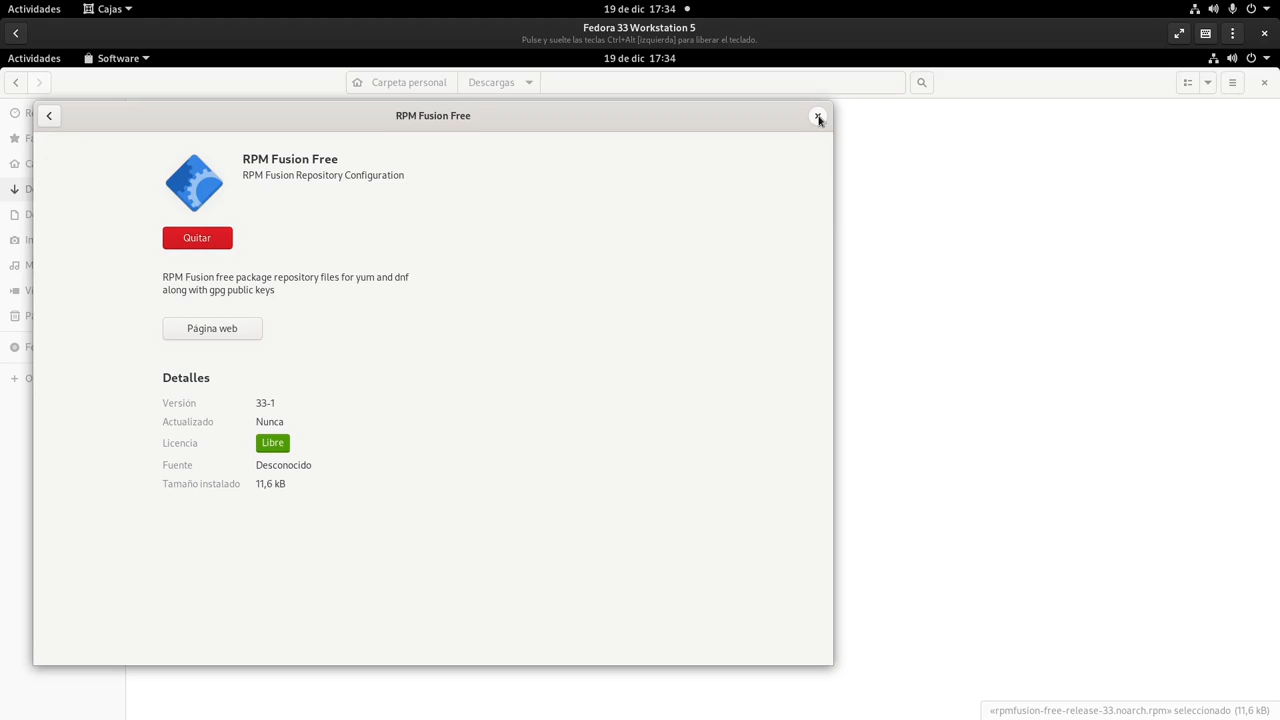 Actividades Cajas 19 de dic 17:34
Fedora 33 Workstation 5
Pulse y suelte las teclas Ctrl+Alt [izquierda] para liberar el teclado.
Actividades Software 19 de dic 17:34
Carpeta personal Descargas
RPM Fusion Free
RPM Fusion Free
RPM Fusion Repository Configuration
Quitar
RPM Fusion free package repository files for yum and dnf
along with gpg public keys
Página web
Detalles
Versión 33-1
Actualizado Nunca
Licencia Libre
Fuente Desconocido
Tamaño instalado 11,6 kB
«rpmfusion-free-release-33.noarch.rpm» seleccionado (11,6 kB)